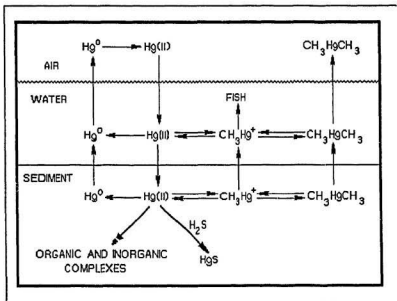 Hg⁰ Hg(II) CH₃HgCH₃
AIR
WATER
FISH
Hg⁰ Hg(II) CH₃Hg⁺ CH₃HgCH₃
SEDIMENT
Hg⁰ Hg(II) CH₃Hg⁺ CH₃HgCH₃
H₂S
ORGANIC AND INORGANIC
COMPLEXES
HgS